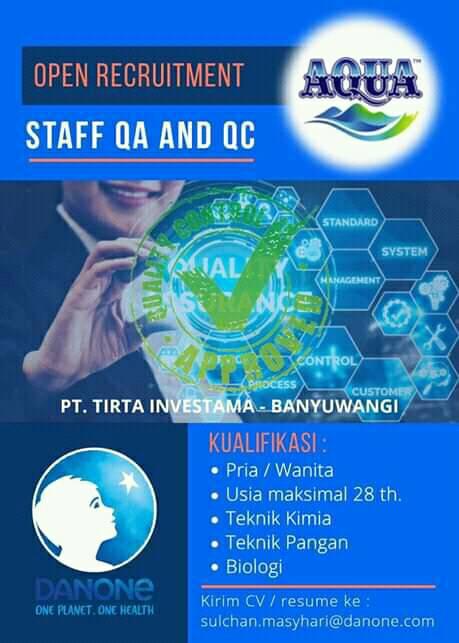 OPEN RECRUITMENT
AQUA™
STAFF QA AND QC
STANDARD
SYSTEM
QUALITY CONTROL
QUALITY
ASSURANCE
MANAGEMENT
APPROVED
CONTROL
PROCESS
CUSTOMER
PT. TIRTA INVESTAMA - BANYUWANGI
KUALIFIKASI :
• Pria / Wanita
• Usia maksimal 28 th.
• Teknik Kimia
• Teknik Pangan
• Biologi
DANONE
ONE PLANET. ONE HEALTH
Kirim CV / resume ke :
sulchan.masyhari@danone.com